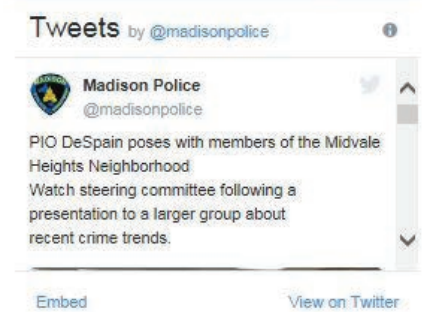 Tweets by @madisonpolice
Madison Police
@madisonpolice
PIO DeSpain poses with members of the Midvale
Heights Neighborhood
Watch steering committee following a
presentation to a larger group about
recent crime trends.
Embed
View on Twitter